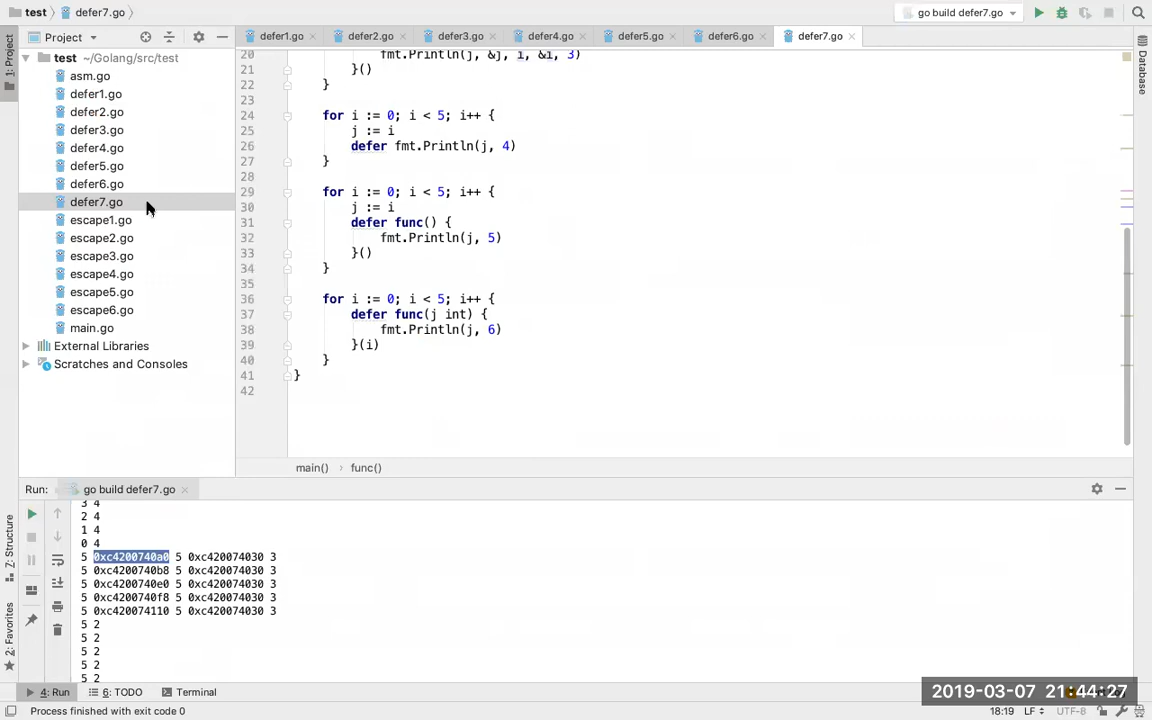 test
defer7.go
go build defer7.go
Project
defer1.go
defer2.go
defer3.go
defer4.go
defer5.go
defer6.go
defer7.go
1: Project
test ~/Golang/src/test
asm.go
defer1.go
defer2.go
defer3.go
defer4.go
defer5.go
defer6.go
defer7.go
escape1.go
escape2.go
escape3.go
escape4.go
escape5.go
escape6.go
main.go
External Libraries
Scratches and Consoles
20 fmt.Println(j, &j, i, &i, 3)
21 }()
22 }
23
24 for i := 0; i < 5; i++ {
25 j := i
26 defer fmt.Println(j, 4)
27 }
28
29 for i := 0; i < 5; i++ {
30 j := i
31 defer func() {
32 fmt.Println(j, 5)
33 }()
34 }
35
36 for i := 0; i < 5; i++ {
37 defer func(j int) {
38 fmt.Println(j, 6)
39 }(i)
40 }
41 }
42
Database
main() › func()
Run: go build defer7.go
3 4
2 4
1 4
0 4
5 0xc4200740a0 5 0xc420074030 3
5 0xc4200740b8 5 0xc420074030 3
5 0xc4200740e0 5 0xc420074030 3
5 0xc4200740f8 5 0xc420074030 3
5 0xc420074110 5 0xc420074030 3
5 2
5 2
5 2
5 2
5 2
Z: Structure
2: Favorites
4: Run
6: TODO
Terminal
2019-03-07 21:44:27
Process finished with exit code 0
18:19
LF
UTF-8